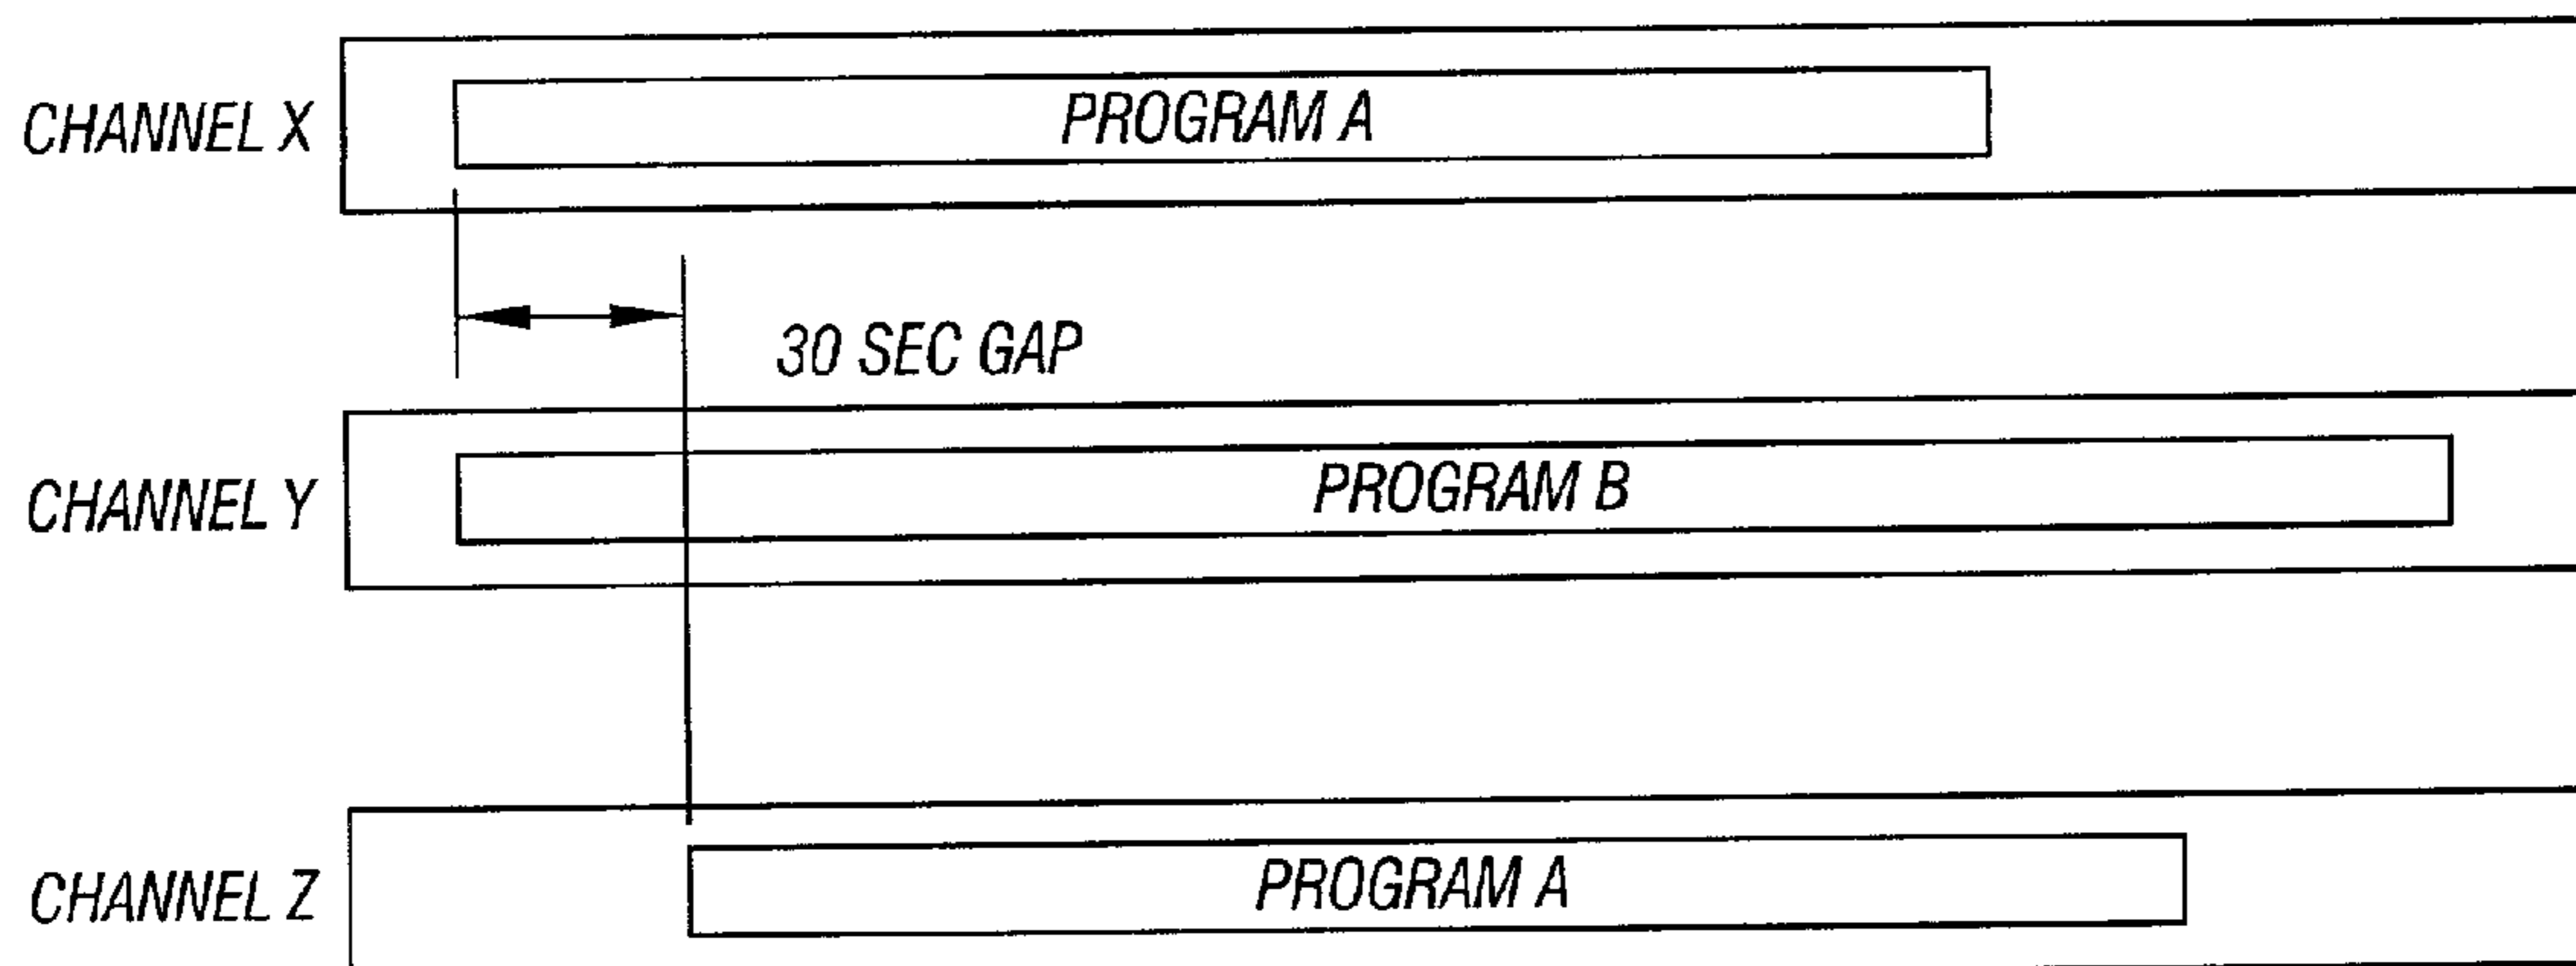 CHANNEL X
PROGRAM A
30 SEC GAP
CHANNEL Y
PROGRAM B
CHANNEL Z
PROGRAM A